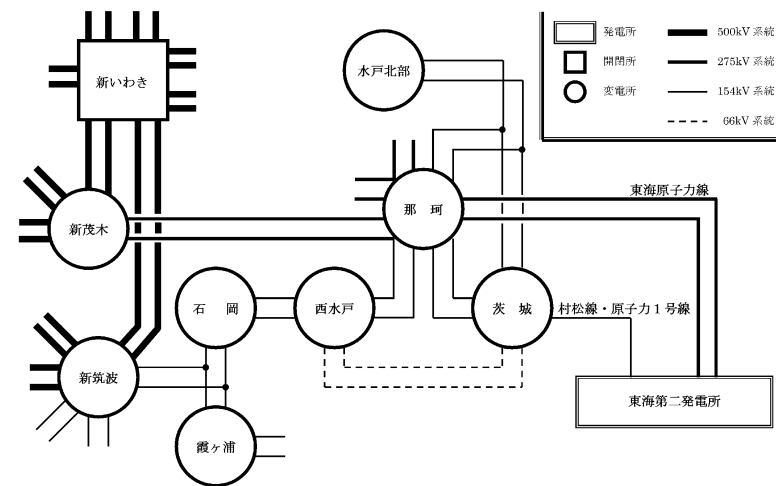 発電所
500kV 系統
開閉所
275kV 系統
変電所
154kV 系統
66kV 系統
新いわき
水戸北部
新茂木
那　珂
東海原子力線
石　岡
西水戸
茨　城
村松線・原子力１号線
新筑波
東海第二発電所
霞ヶ浦